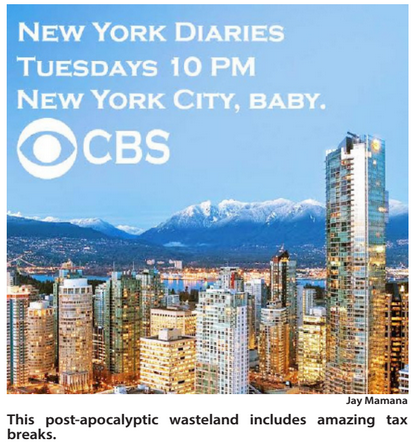 NEW YORK DIARIES
TUESDAYS 10 PM
NEW YORK CITY, BABY.
CBS
Jay Mamana
This post-apocalyptic wasteland includes amazing tax
breaks.